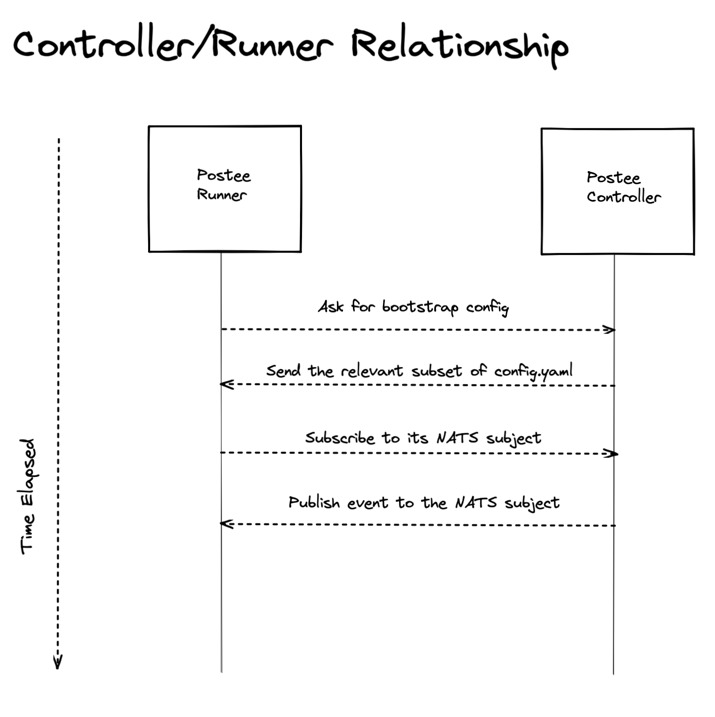 Controller/Runner Relationship
Postee
Runner
Postee
Controller
Ask for bootstrap config
Send the relevant subset of config.yaml
Subscribe to its NATS subject
Publish event to the NATS subject
Time Elapsed